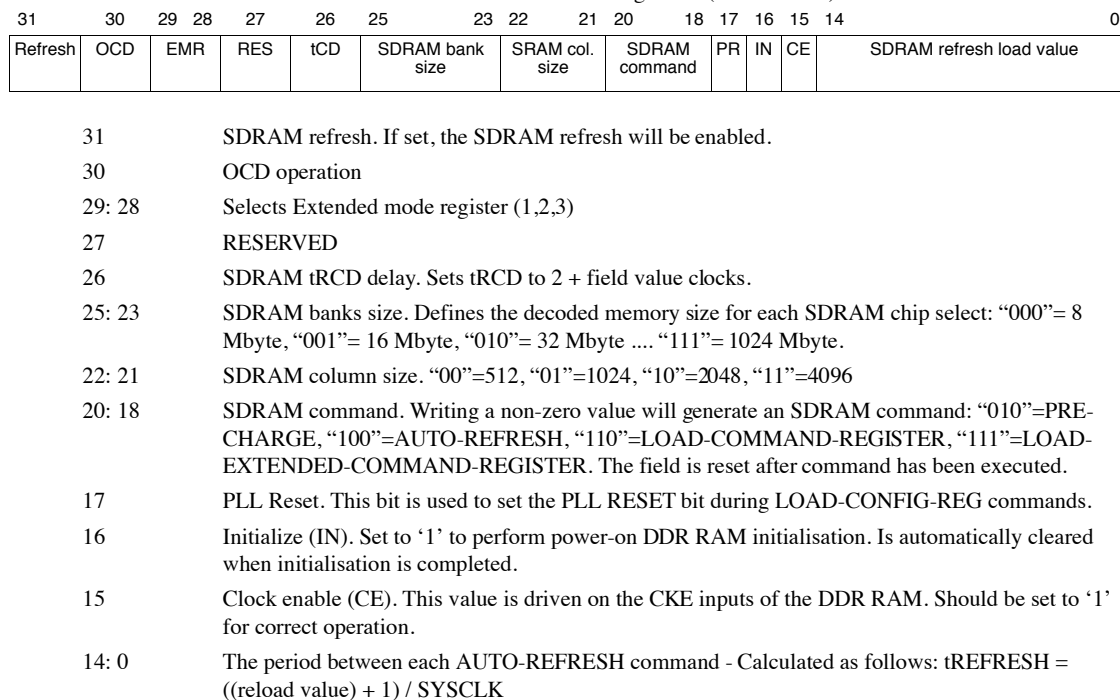 31 30 29 28 27 26 25 23 22 21 20 18 17 16 15 14 0
Refresh OCD EMR RES tCD SDRAM bank size SRAM col. size SDRAM command PR IN CE SDRAM refresh load value
31 SDRAM refresh. If set, the SDRAM refresh will be enabled.
30 OCD operation
29: 28 Selects Extended mode register (1,2,3)
27 RESERVED
26 SDRAM tRCD delay. Sets tRCD to 2 + field value clocks.
25: 23 SDRAM banks size. Defines the decoded memory size for each SDRAM chip select: “000”= 8
Mbyte, “001”= 16 Mbyte, “010”= 32 Mbyte .... “111”= 1024 Mbyte.
22: 21 SDRAM column size. “00”=512, “01”=1024, “10”=2048, “11”=4096
20: 18 SDRAM command. Writing a non-zero value will generate an SDRAM command: “010”=PRE-
CHARGE, “100”=AUTO-REFRESH, “110”=LOAD-COMMAND-REGISTER, “111”=LOAD-
EXTENDED-COMMAND-REGISTER. The field is reset after command has been executed.
17 PLL Reset. This bit is used to set the PLL RESET bit during LOAD-CONFIG-REG commands.
16 Initialize (IN). Set to ‘1’ to perform power-on DDR RAM initialisation. Is automatically cleared
when initialisation is completed.
15 Clock enable (CE). This value is driven on the CKE inputs of the DDR RAM. Should be set to ‘1’
for correct operation.
14: 0 The period between each AUTO-REFRESH command - Calculated as follows: tREFRESH =
((reload value) + 1) / SYSCLK